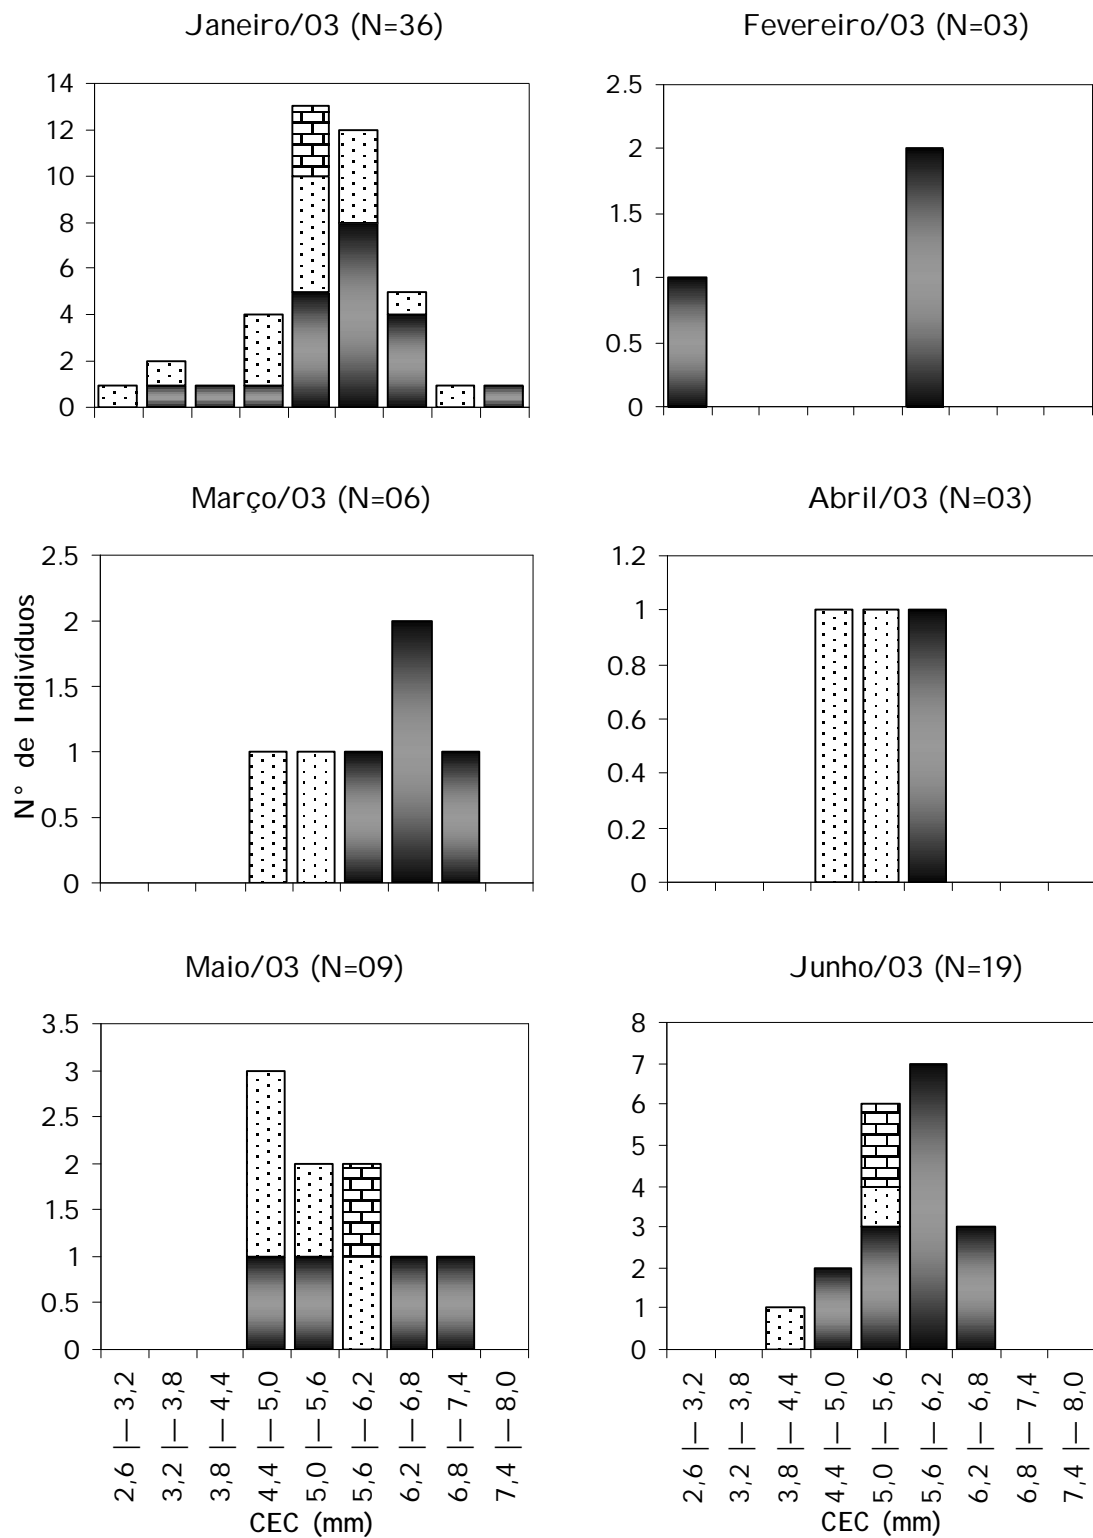 Janeiro/03 (N=36)
14
12
10
8
6
4
2
0
Fevereiro/03 (N=03)
2.5
2
1.5
1
0.5
0
Março/03 (N=06)
N° de Indivíduos
2.5
2
1.5
1
0.5
0
Abril/03 (N=03)
1.2
1
0.8
0.6
0.4
0.2
0
Maio/03 (N=09)
3.5
3
2.5
2
1.5
1
0.5
0
2,6 |— 3,2
3,2 |— 3,8
3,8 |— 4,4
4,4 |— 5,0
5,0 |— 5,6
5,6 |— 6,2
6,2 |— 6,8
6,8 |— 7,4
7,4 |— 8,0
CEC (mm)
Junho/03 (N=19)
8
7
6
5
4
3
2
1
0
2,6 |— 3,2
3,2 |— 3,8
3,8 |— 4,4
4,4 |— 5,0
5,0 |— 5,6
5,6 |— 6,2
6,2 |— 6,8
6,8 |— 7,4
7,4 |— 8,0
CEC (mm)